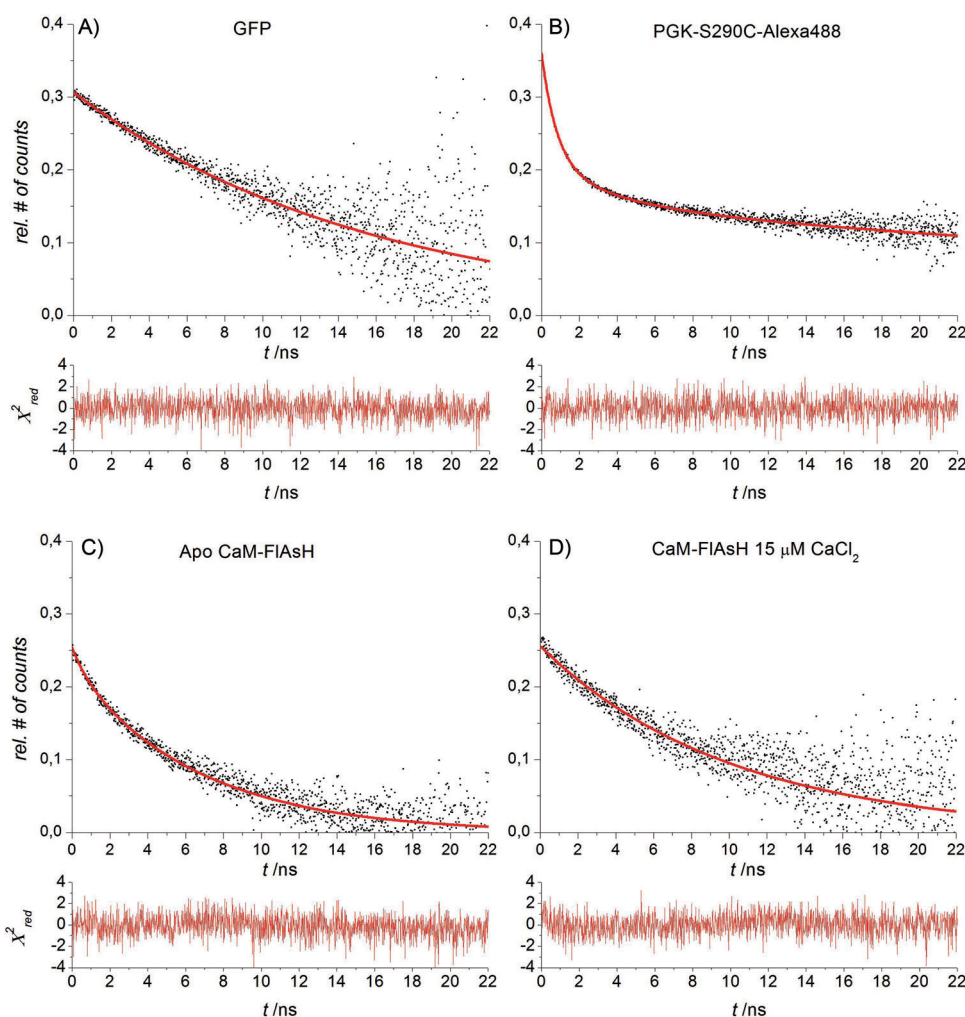 A) GFP
0,4
0,3
0,2
0,1
0,0
rel. # of counts
0 2 4 6 8 10 12 14 16 18 20 22
t /ns
4
2
0
-2
-4
X²red
0 2 4 6 8 10 12 14 16 18 20 22
t /ns
B) PGK-S290C-Alexa488
0,4
0,3
0,2
0,1
0,0
0 2 4 6 8 10 12 14 16 18 20 22
t /ns
4
2
0
-2
-4
0 2 4 6 8 10 12 14 16 18 20 22
t /ns
C) Apo CaM-FlAsH
0,4
0,3
0,2
0,1
0,0
rel. # of counts
0 2 4 6 8 10 12 14 16 18 20 22
t /ns
4
2
0
-2
-4
X²red
0 2 4 6 8 10 12 14 16 18 20 22
t /ns
D) CaM-FlAsH 15 μM CaCl₂
0,4
0,3
0,2
0,1
0,0
0 2 4 6 8 10 12 14 16 18 20 22
t /ns
4
2
0
-2
-4
0 2 4 6 8 10 12 14 16 18 20 22
t /ns